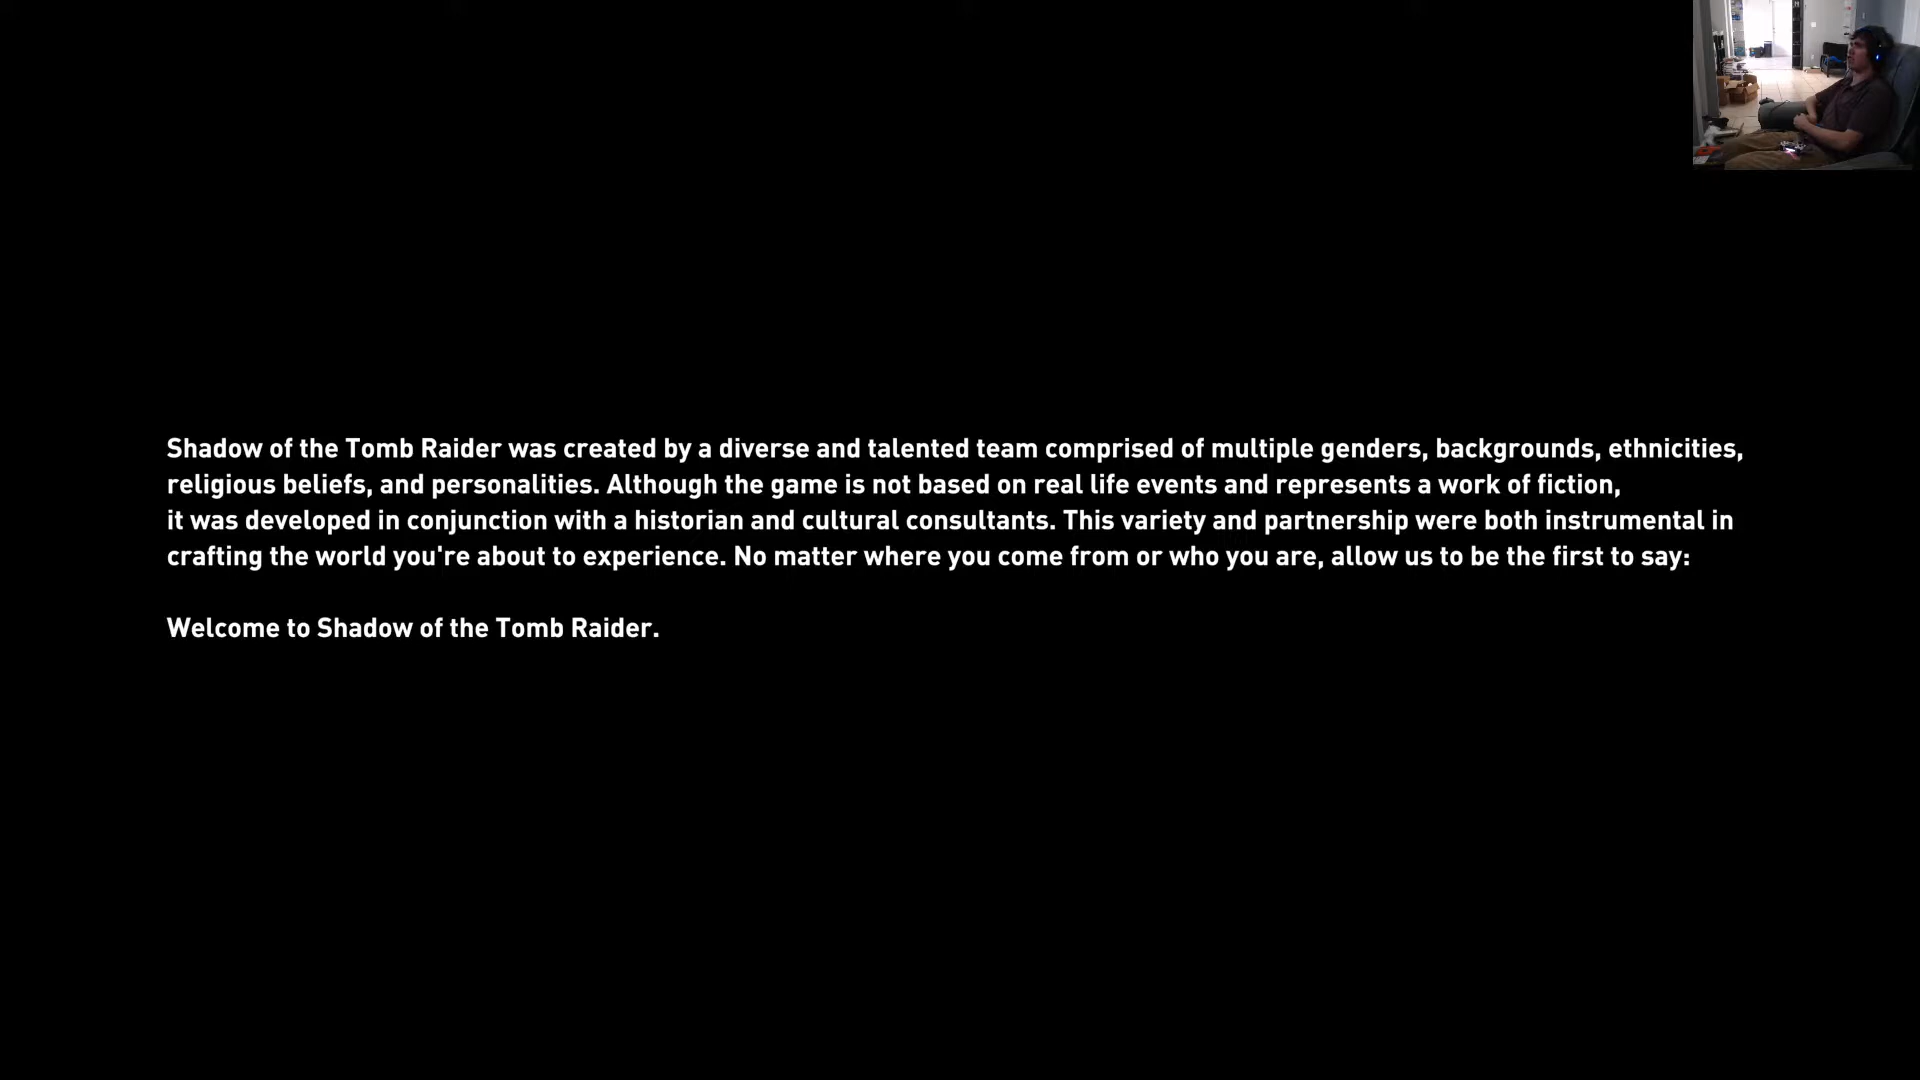 Shadow of the Tomb Raider was created by a diverse and talented team comprised of multiple genders, backgrounds, ethnicities,
religious beliefs, and personalities. Although the game is not based on real life events and represents a work of fiction,
it was developed in conjunction with a historian and cultural consultants. This variety and partnership were both instrumental in
crafting the world you're about to experience. No matter where you come from or who you are, allow us to be the first to say:
Welcome to Shadow of the Tomb Raider.